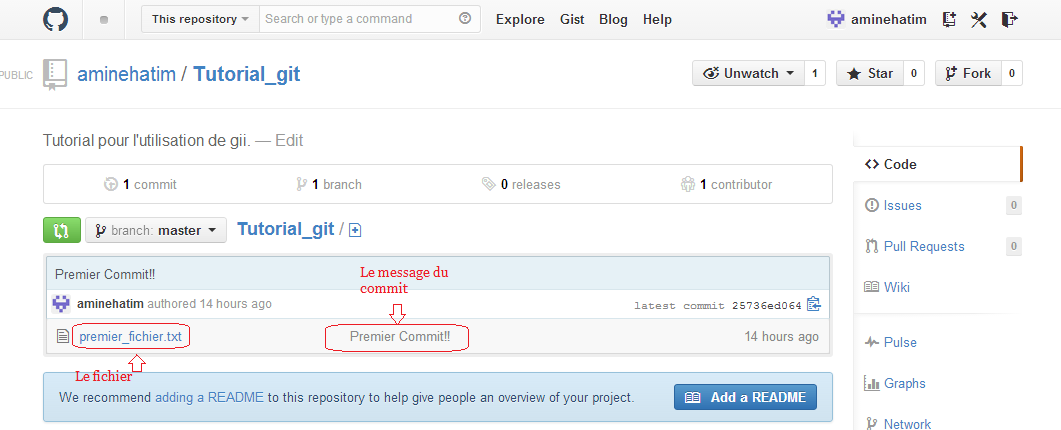 This repository
Search or type a command
Explore
Gist
Blog
Help
aminehatim
PUBLIC
aminehatim / Tutorial_git
Unwatch
1
Star
0
Fork
0
Tutorial pour l'utilisation de gii. — Edit
1 commit
1 branch
0 releases
1 contributor
branch: master
Tutorial_git /
Premier Commit!!
Le message du
commit
aminehatim authored 14 hours ago
latest commit 25736ed064
premier_fichier.txt
Premier Commit!!
14 hours ago
Le fichier
We recommend adding a README to this repository to help give people an overview of your project.
Add a README
Code
Issues
0
Pull Requests
0
Wiki
Pulse
Graphs
Network